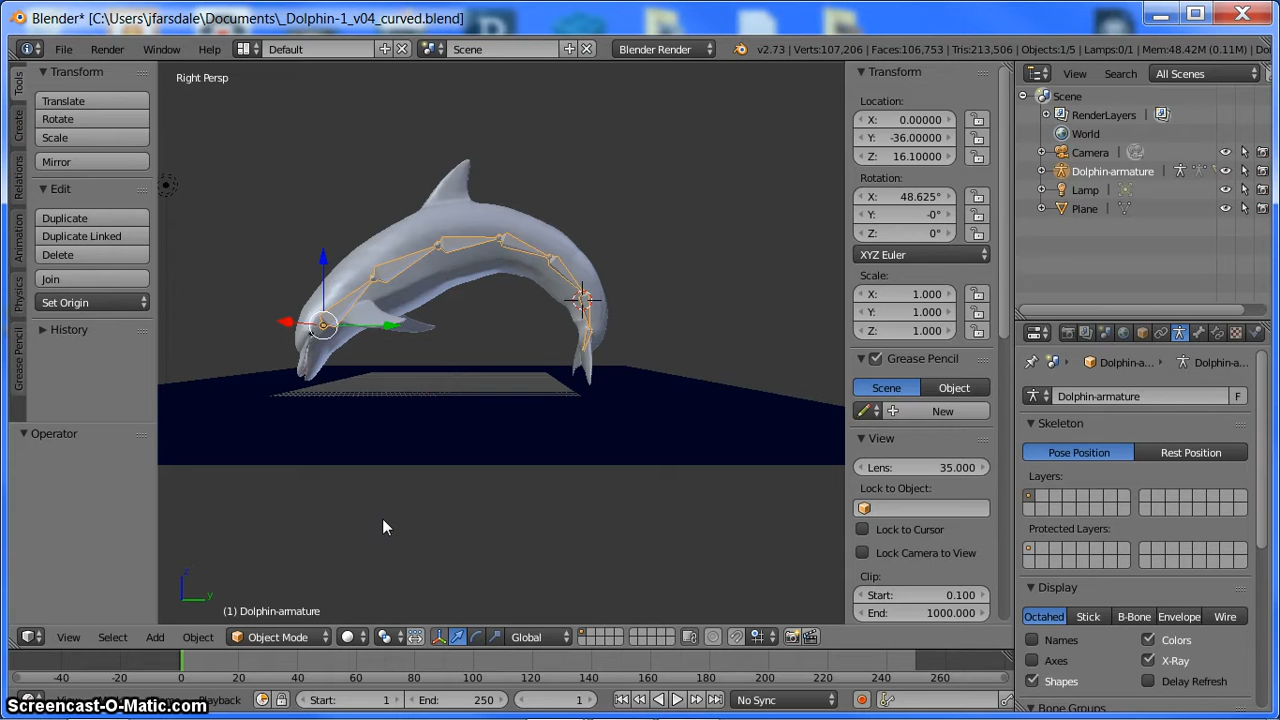 Blender* [C:\Users\jfarsdale\Documents\_Dolphin-1_v04_curved.blend]
File Render Window Help Default Scene Blender Render v2.73 | Verts:107,206 | Faces:106,753 | Tris:213,506 | Objects:1/5 | Lamps:0/1 | Mem:48.42M (0.11M) | Do
Tools
Create
Relations
Animation
Physics
Grease Pencil
Transform
Translate
Rotate
Scale
Mirror
Edit
Duplicate
Duplicate Linked
Delete
Join
Set Origin
History
Operator
Right Persp
z
y
(1) Dolphin-armature
Transform
Location:
X: 0.00000
Y: -36.00000
Z: 16.10000
Rotation:
X: 48.625°
Y: -0°
Z: 0°
XYZ Euler
Scale:
X: 1.000
Y: 1.000
Z: 1.000
Grease Pencil
Scene Object
New
View
Lens: 35.000
Lock to Object:
Lock to Cursor
Lock Camera to View
Clip:
Start: 0.100
End: 1000.000
View Search All Scenes
Scene
RenderLayers
World
Camera
Dolphin-armature
Lamp
Plane
Dolphin-a... Dolphin-a...
Dolphin-armature F
Skeleton
Pose Position Rest Position
Layers:
Protected Layers:
Display
Octahed Stick B-Bone Envelope Wire
Names Colors
Axes X-Ray
Shapes Delay Refresh
Bone Groups
View Select Add Object Object Mode Global
-40 -20 0 20 40 60 80 100 120 140 160 180 200 220 240 260
Playback Start: 1 End: 250 1 No Sync
Screencast-O-Matic.com